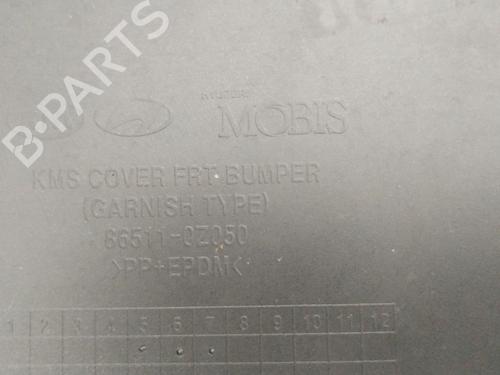 B-PARTS
HYUNDAI
MOBIS
KMS COVER FRT BUMPER
(GARNISH TYPE)
86511-0Z050
>PP+EPDM<
1 2 3 4 5 6 7 8 9 10 11 12